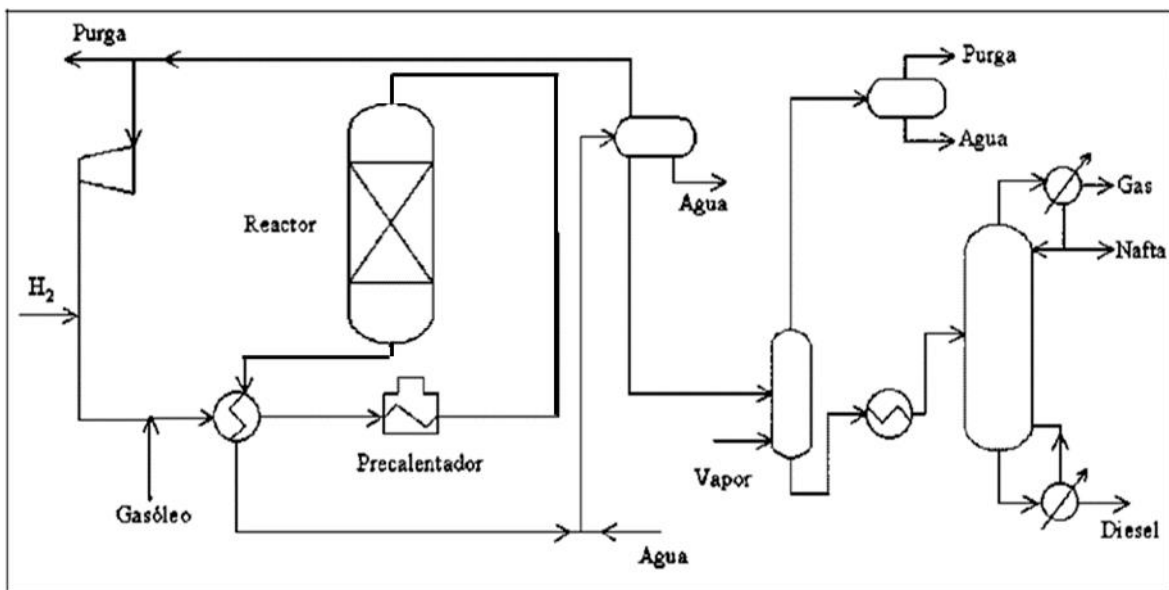 Purga
Purga
Agua
Agua
Gas
Nafta
Reactor
H₂
Precalentador
Gasóleo
Vapor
Agua
Diesel